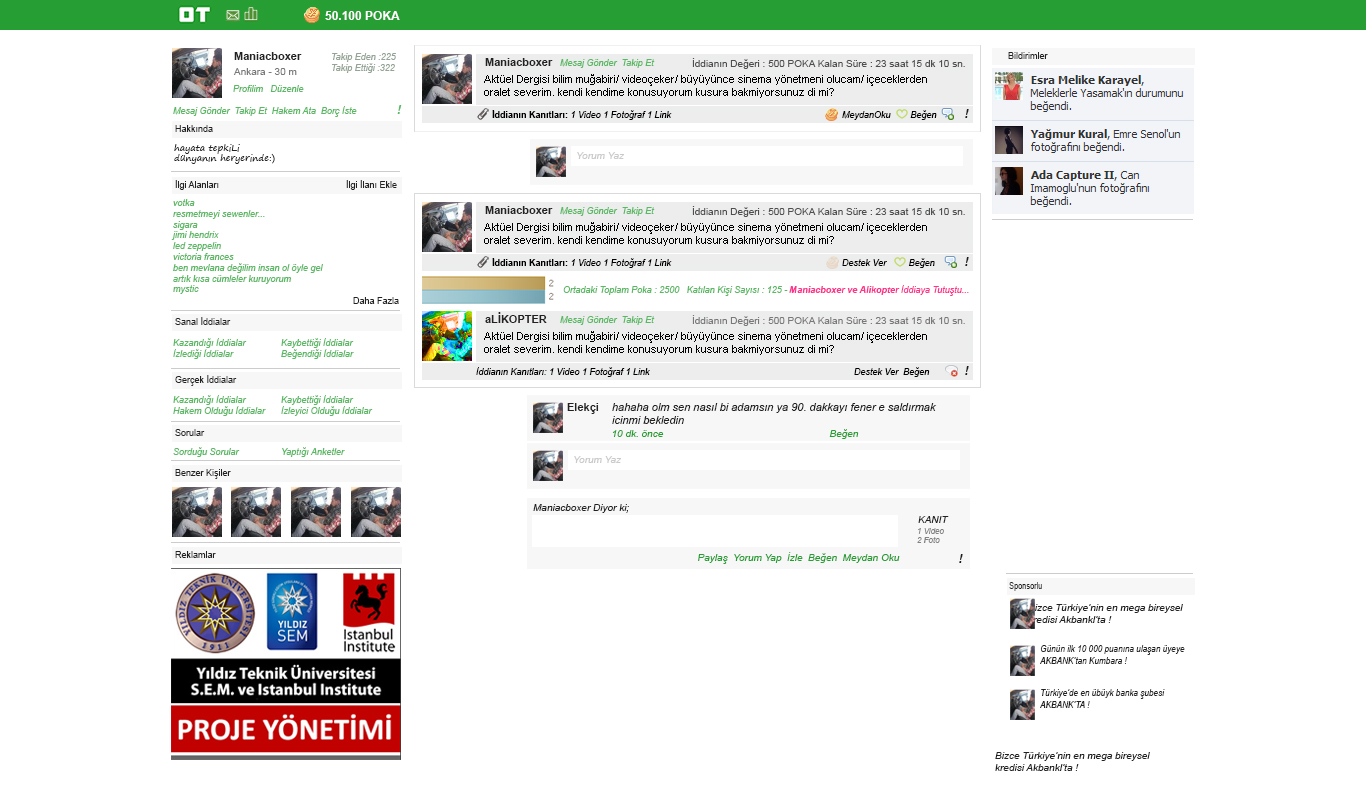 OT
50.100 POKA
Maniacboxer
Ankara - 30 m
Takip Eden :225
Takip Ettiği :322
Profilim Düzenle
Mesaj Gönder Takip Et Hakem Ata Borç İste !
Hakkında
hayata tepkiLi
dünyanın heryerinde:)
İlgi Alanları İlgi İlanı Ekle
votka
resmetmeyi sewenler...
sigara
jimi hendrix
led zeppelin
victoria frances
ben mevlana değilim insan ol öyle gel
artık kısa cümleler kuruyorum
mystic
Daha Fazla
Sanal İddialar
Kazandığı İddialar Kaybettiği İddialar
İzlediği İddialar Beğendiği İddialar
Gerçek İddialar
Kazandığı İddialar Kaybettiği İddialar
Hakem Olduğu İddialar İzleyici Olduğu İddialar
Sorular
Sorduğu Sorular Yaptığı Anketler
Benzer Kişiler
Reklamlar
YILDIZ TEKNİK ÜNİVERSİTESİ
1911
YILDIZ
SEM
Istanbul
Institute
Yıldız Teknik Üniversitesi
S.E.M. ve Istanbul Institute
PROJE YÖNETİMİ
Maniacboxer Mesaj Gönder Takip Et İddianın Değeri : 500 POKA Kalan Süre : 23 saat 15 dk 10 sn.
Aktüel Dergisi bilim muğabiri/ videoçeker/ büyüyünce sinema yönetmeni olucam/ içeceklerden
oralet severim. kendi kendime konusuyorum kusura bakmiyorsunuz di mi?
İddianın Kanıtları: 1 Video 1 Fotoğraf 1 Link MeydanOku Beğen !
Yorum Yaz
Maniacboxer Mesaj Gönder Takip Et İddianın Değeri : 500 POKA Kalan Süre : 23 saat 15 dk 10 sn.
Aktüel Dergisi bilim muğabiri/ videoçeker/ büyüyünce sinema yönetmeni olucam/ içeceklerden
oralet severim. kendi kendime konusuyorum kusura bakmiyorsunuz di mi?
İddianın Kanıtları: 1 Video 1 Fotoğraf 1 Link Destek Ver Beğen !
2
2
Ortadaki Toplam Poka : 2500 Katılan Kişi Sayısı : 125 - Maniacboxer ve Alikopter İddiaya Tutuştu...
aLİKOPTER Mesaj Gönder Takip Et İddianın Değeri : 500 POKA Kalan Süre : 23 saat 15 dk 10 sn.
Aktüel Dergisi bilim muğabiri/ videoçeker/ büyüyünce sinema yönetmeni olucam/ içeceklerden
oralet severim. kendi kendime konusuyorum kusura bakmiyorsunuz di mi?
İddianın Kanıtları: 1 Video 1 Fotoğraf 1 Link Destek Ver Beğen !
Elekçi hahaha olm sen nasıl bi adamsın ya 90. dakkayı fener e saldırmak
icinmi bekledin
10 dk. önce Beğen
Yorum Yaz
Maniacboxer Diyor ki;
KANIT
1 Video
2 Foto
Paylaş Yorum Yap İzle Beğen Meydan Oku !
Bildirimler
Esra Melike Karayel,
Meleklerle Yasamak'ın durumunu
beğendi.
Yağmur Kural, Emre Senol'un
fotoğrafını beğendi.
Ada Capture II, Can
Imamoglu'nun fotoğrafını
beğendi.
Sponsorlu
izce Türkiye'nin en mega bireysel
redisi Akbankl'ta !
Günün ilk 10 000 puanına ulaşan üyeye
AKBANK'tan Kumbara !
Türkiye'de en übüyk banka şubesi
AKBANK'TA !
Bizce Türkiye'nin en mega bireysel
kredisi Akbankl'ta !